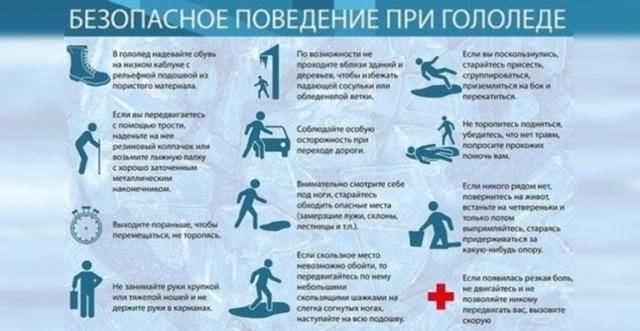 БЕЗОПАСНОЕ ПОВЕДЕНИЕ ПРИ ГОЛОЛЕДЕ
В гололед надевайте обувь
на низком каблуке с
рельефной подошвой из
пористого материала.
Если вы передвигаетесь
с помощью трости,
наденьте на нее
резиновый колпачок или
возьмите лыжную палку
с хорошо заточенным
металлическим
наконечником.
Выходите пораньше, чтобы
перемещаться, не торопясь.
Не занимайте руки хрупкой
или тяжелой ношей и не
держите руки в карманах.
По возможности не
проходите вблизи зданий и
деревьев, чтобы избежать
падающей сосульки или
обледенелой ветки.
Соблюдайте особую
осторожность при
переходе дороги.
Внимательно смотрите себе
под ноги, старайтесь
обходить опасные места
(замерзшие лужи, склоны,
лестницы и т.п.).
Если скользкое место
невозможно обойти, то
передвигайтесь по нему
небольшими
скользящими шажками на
слегка согнутых ногах,
наступайте на всю подошву.
Если вы поскользнулись,
старайтесь присесть,
сгруппироваться,
приземлиться на бок и
перекатиться.
Не торопитесь подняться,
убедитесь, что нет травм,
попросите прохожих
помочь вам.
Если никого рядом нет,
повернитесь на живот,
встаньте на четвереньки и
только потом
выпрямляйтесь, стараясь
придерживаться за
какую-нибудь опору.
Если появилась резкая боль,
не двигайтесь и не
позволяйте никому
передвигать вас, вызовите
скорую